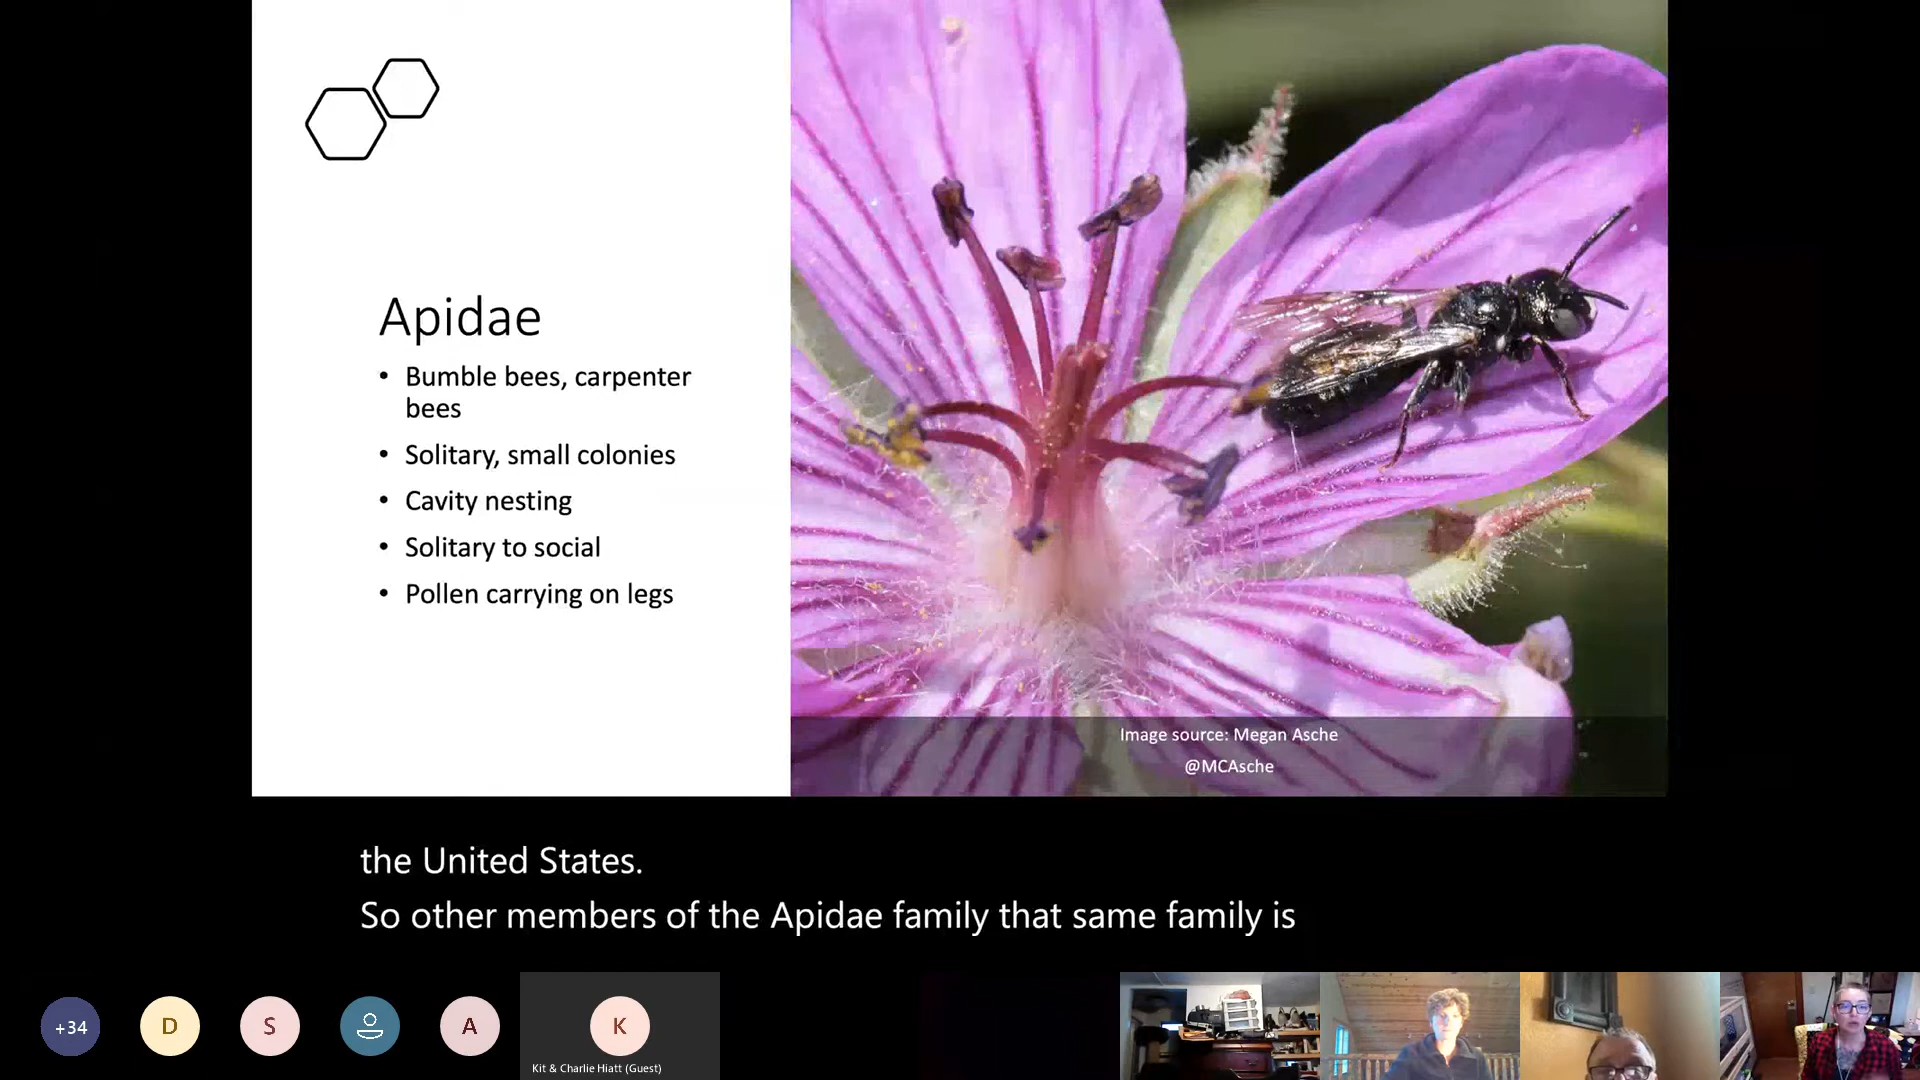 Apidae
• Bumble bees, carpenter
bees
• Solitary, small colonies
• Cavity nesting
• Solitary to social
• Pollen carrying on legs
Image source: Megan Asche
@MCAsche
the United States.
So other members of the Apidae family that same family is
+34
D
S
A
K
Kit & Charlie Hiatt (Guest)